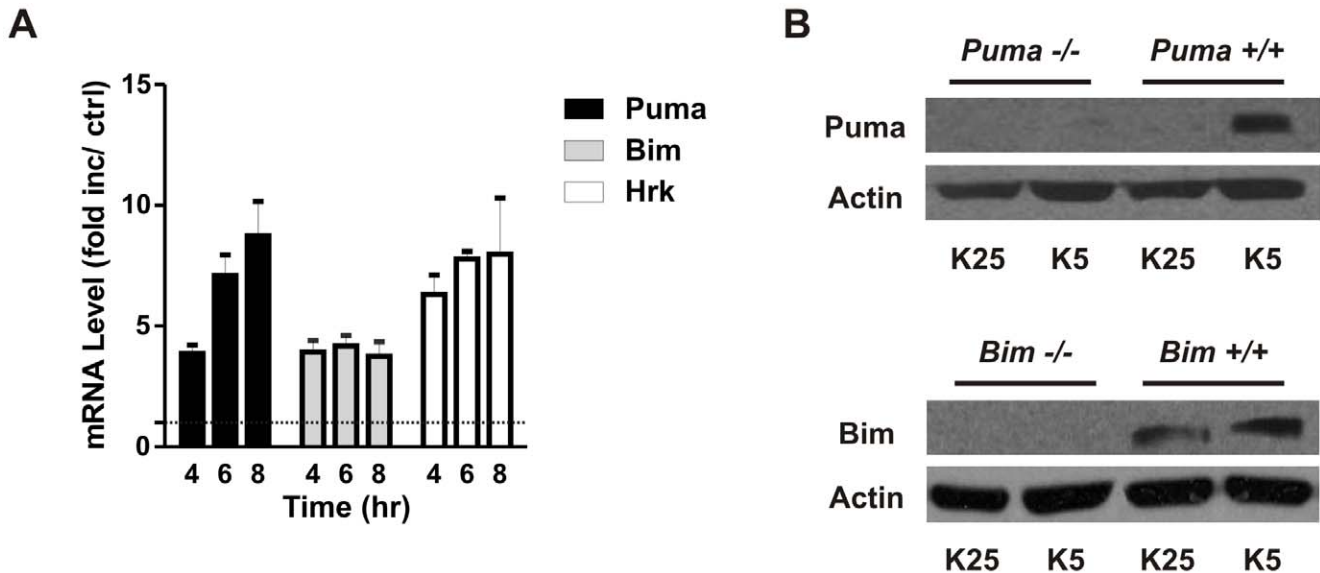 A
mRNA Level (fold inc/ ctrl)
15
10
5
0
4 6 8 4 6 8 4 6 8
Time (hr)
Puma
Bim
Hrk
B
Puma -/- Puma +/+
Puma
Actin
K25 K5 K25 K5
Bim -/- Bim +/+
Bim
Actin
K25 K5 K25 K5